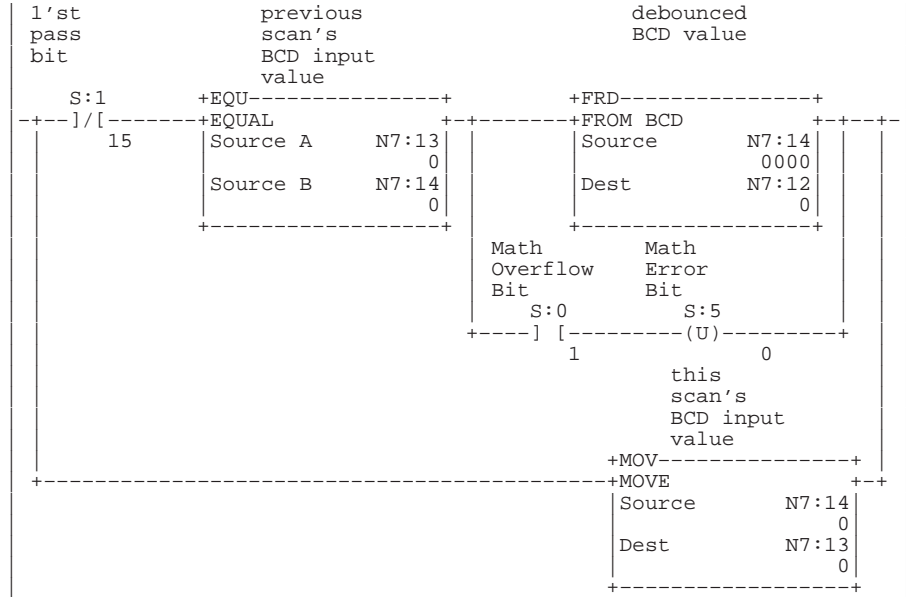 1'st previous debounced
pass scan's BCD value
bit BCD input
value
S:1 +EQU---------------+ +FRD---------------+
-+--]/[-------+EQUAL +-+-------+FROM BCD +-+--+-
15 |Source A N7:13| |Source N7:14|
0| 0000|
|Source B N7:14| |Dest N7:12|
0| 0|
+------------------+ +------------------+
Math Math
Overflow Error
Bit Bit
S:0 S:5
+----] [---------(U)---------+
1 0
this
scan's
BCD input
value
+MOV---------------+
+--------------------------------------------+MOVE +-+
|Source N7:14|
0|
|Dest N7:13|
0|
+------------------+